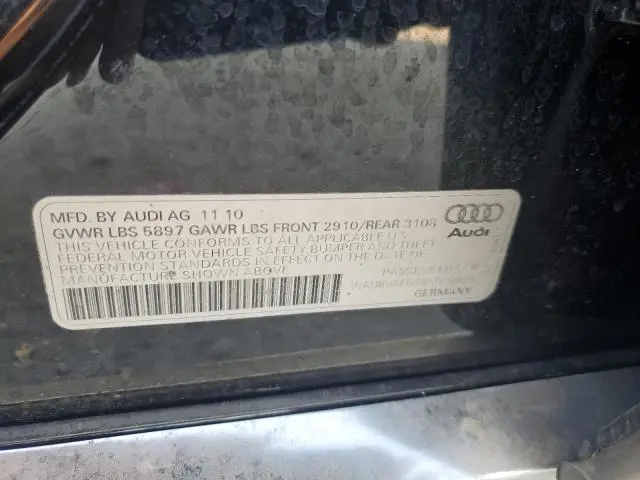 MFD. BY AUDI AG 11 10
GVWR LBS 5897 GAWR LBS FRONT 2910/REAR 3108
THIS VEHICLE CONFORMS TO ALL APPLICABLE U.S.
FEDERAL MOTOR VEHICLE SAFETY BUMPER AND THEFT
PREVENTION STANDARDS IN EFFECT ON THE DATE OF
MANUFACTURE SHOWN ABOVE
Audi
GERMANY